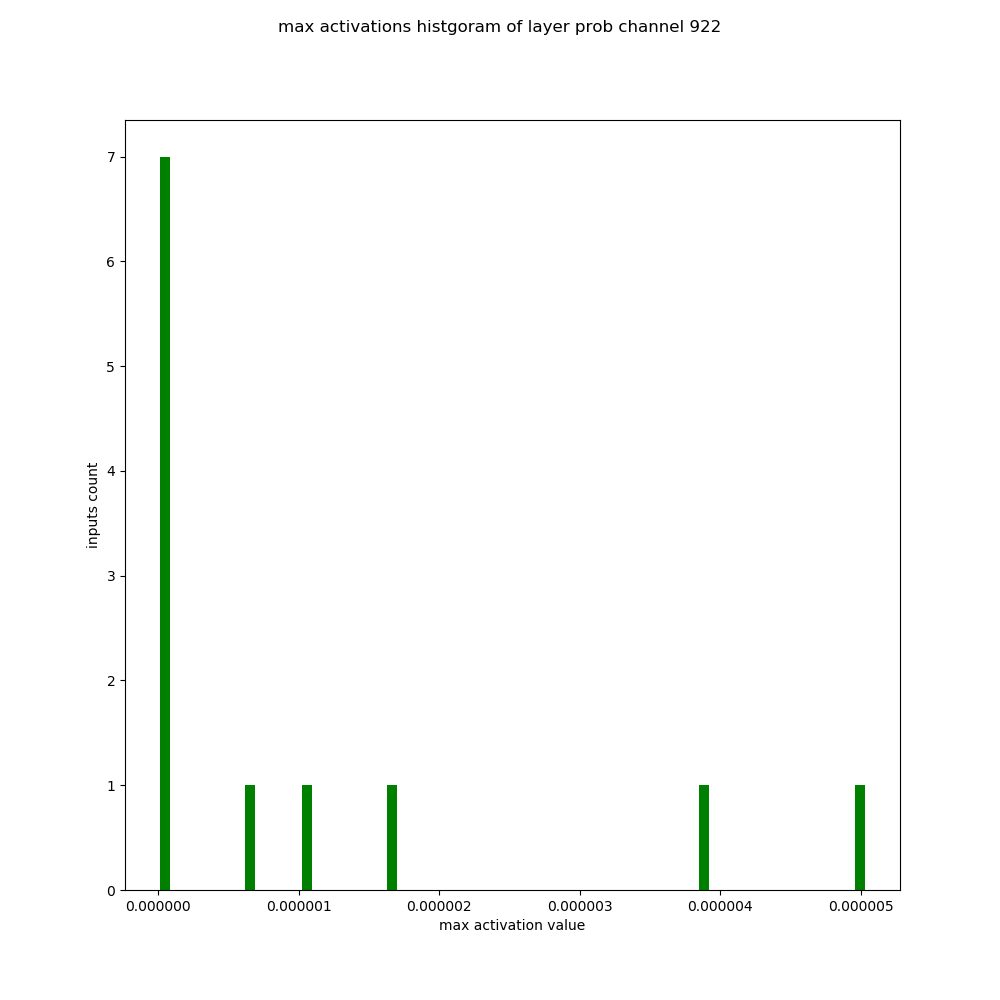 max activations histgoram of layer prob channel 922
7
6
5
4
3
2
1
0
inputs count
0.000000 0.000001 0.000002 0.000003 0.000004 0.000005
max activation value